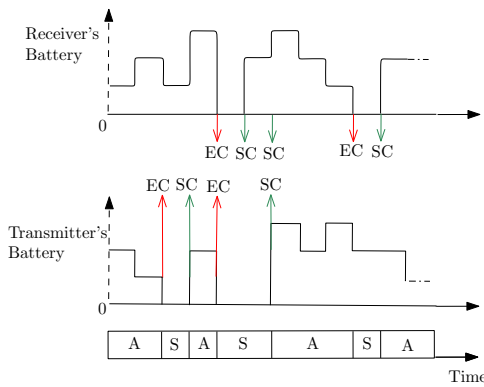 Receiver's
Battery
0
EC SC SC EC SC
EC SC EC SC
Transmitter's
Battery
0
A S A S A S A
Time